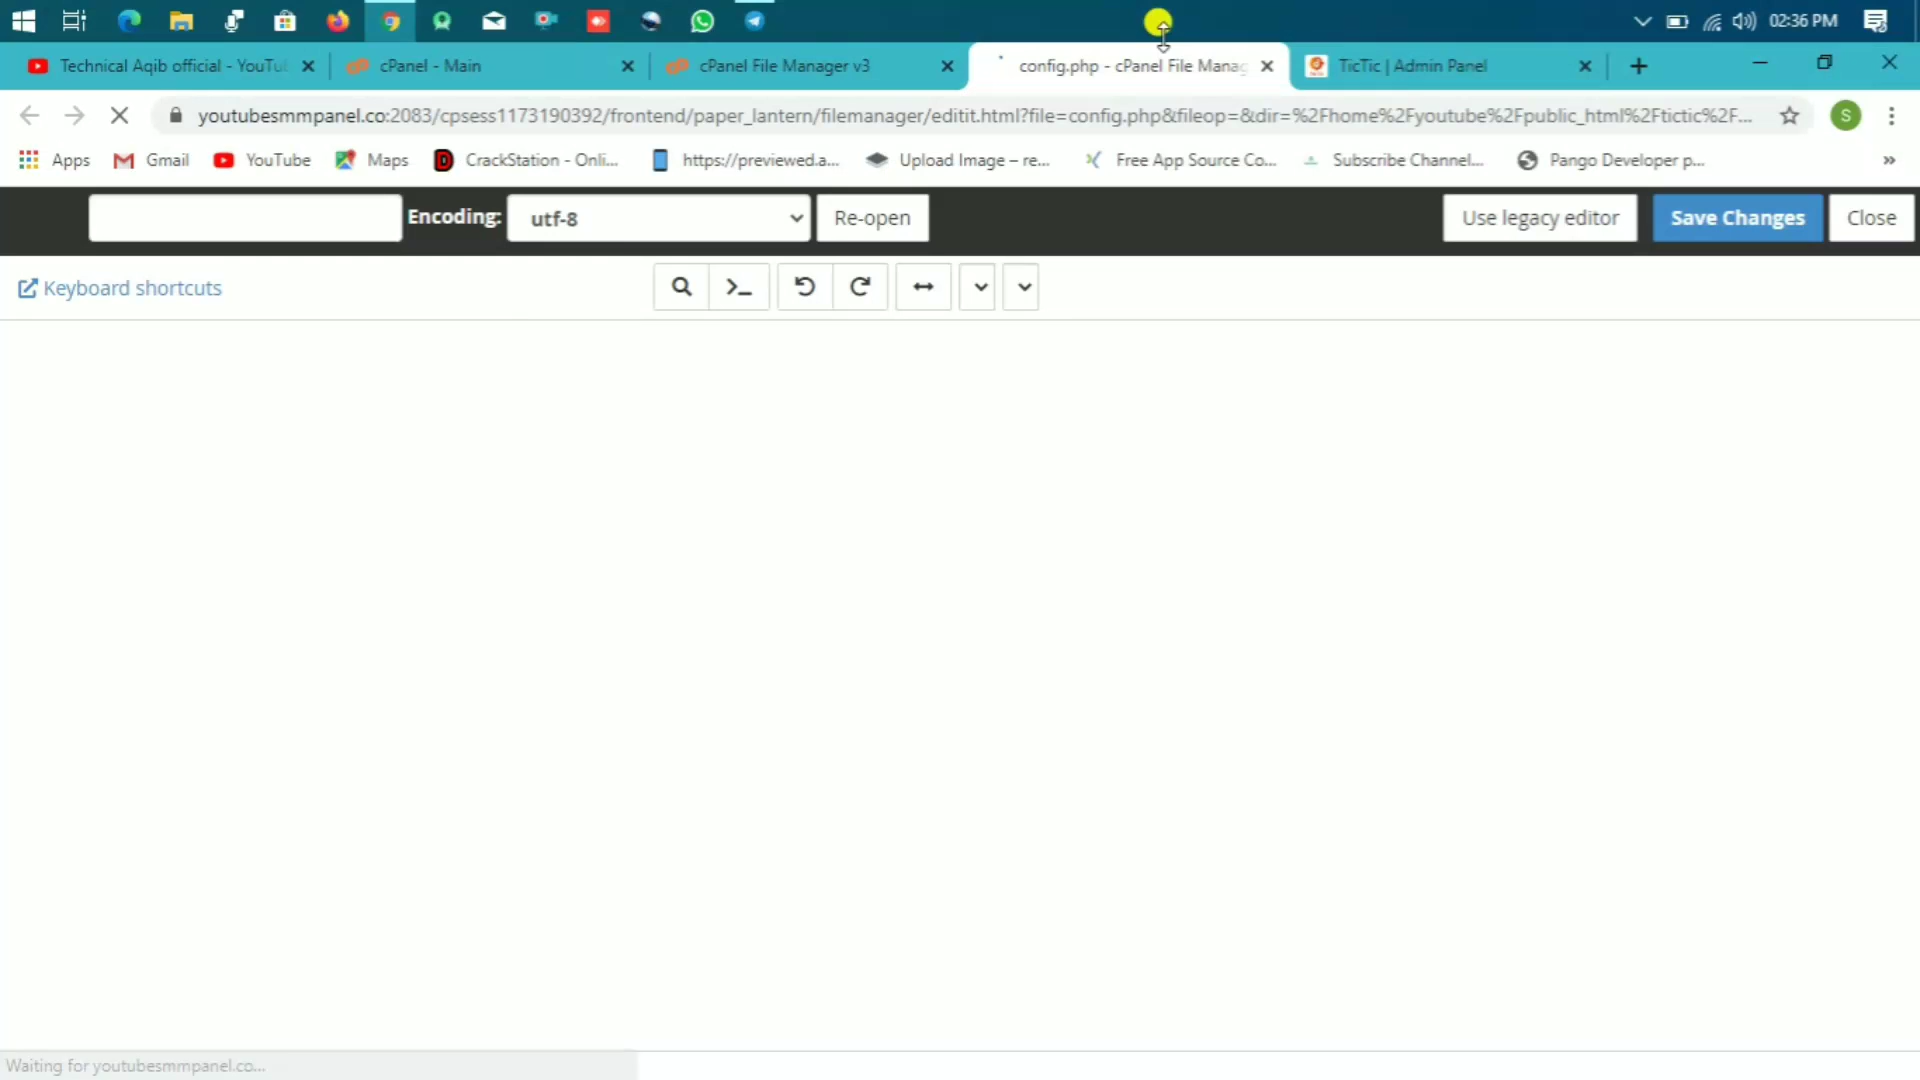 02:36 PM
Technical Aqib official - YouTu
cPanel - Main
cPanel File Manager v3
config.php - cPanel File Manag
TicTic | Admin Panel
youtubesmmpanel.co:2083/cpsess1173190392/frontend/paper_lantern/filemanager/editit.html?file=config.php&fileop=&dir=%2Fhome%2Fyoutube%2Fpublic_html%2Ftictic%2F...
S
Apps
Gmail
YouTube
Maps
CrackStation - Onli...
https://previewed.a...
Upload Image – re...
Free App Source Co...
Subscribe Channel...
Pango Developer p...
»
Encoding:
utf-8
Re-open
Use legacy editor
Save Changes
Close
Keyboard shortcuts
Waiting for youtubesmmpanel.co...